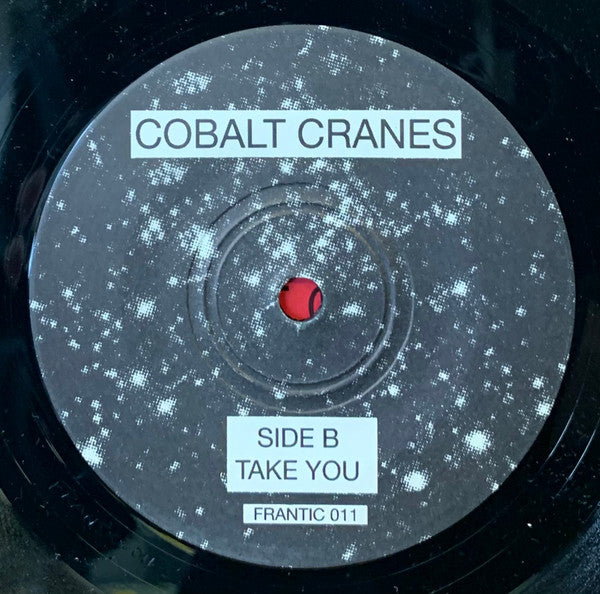 COBALT CRANES
SIDE B
TAKE YOU
FRANTIC 011